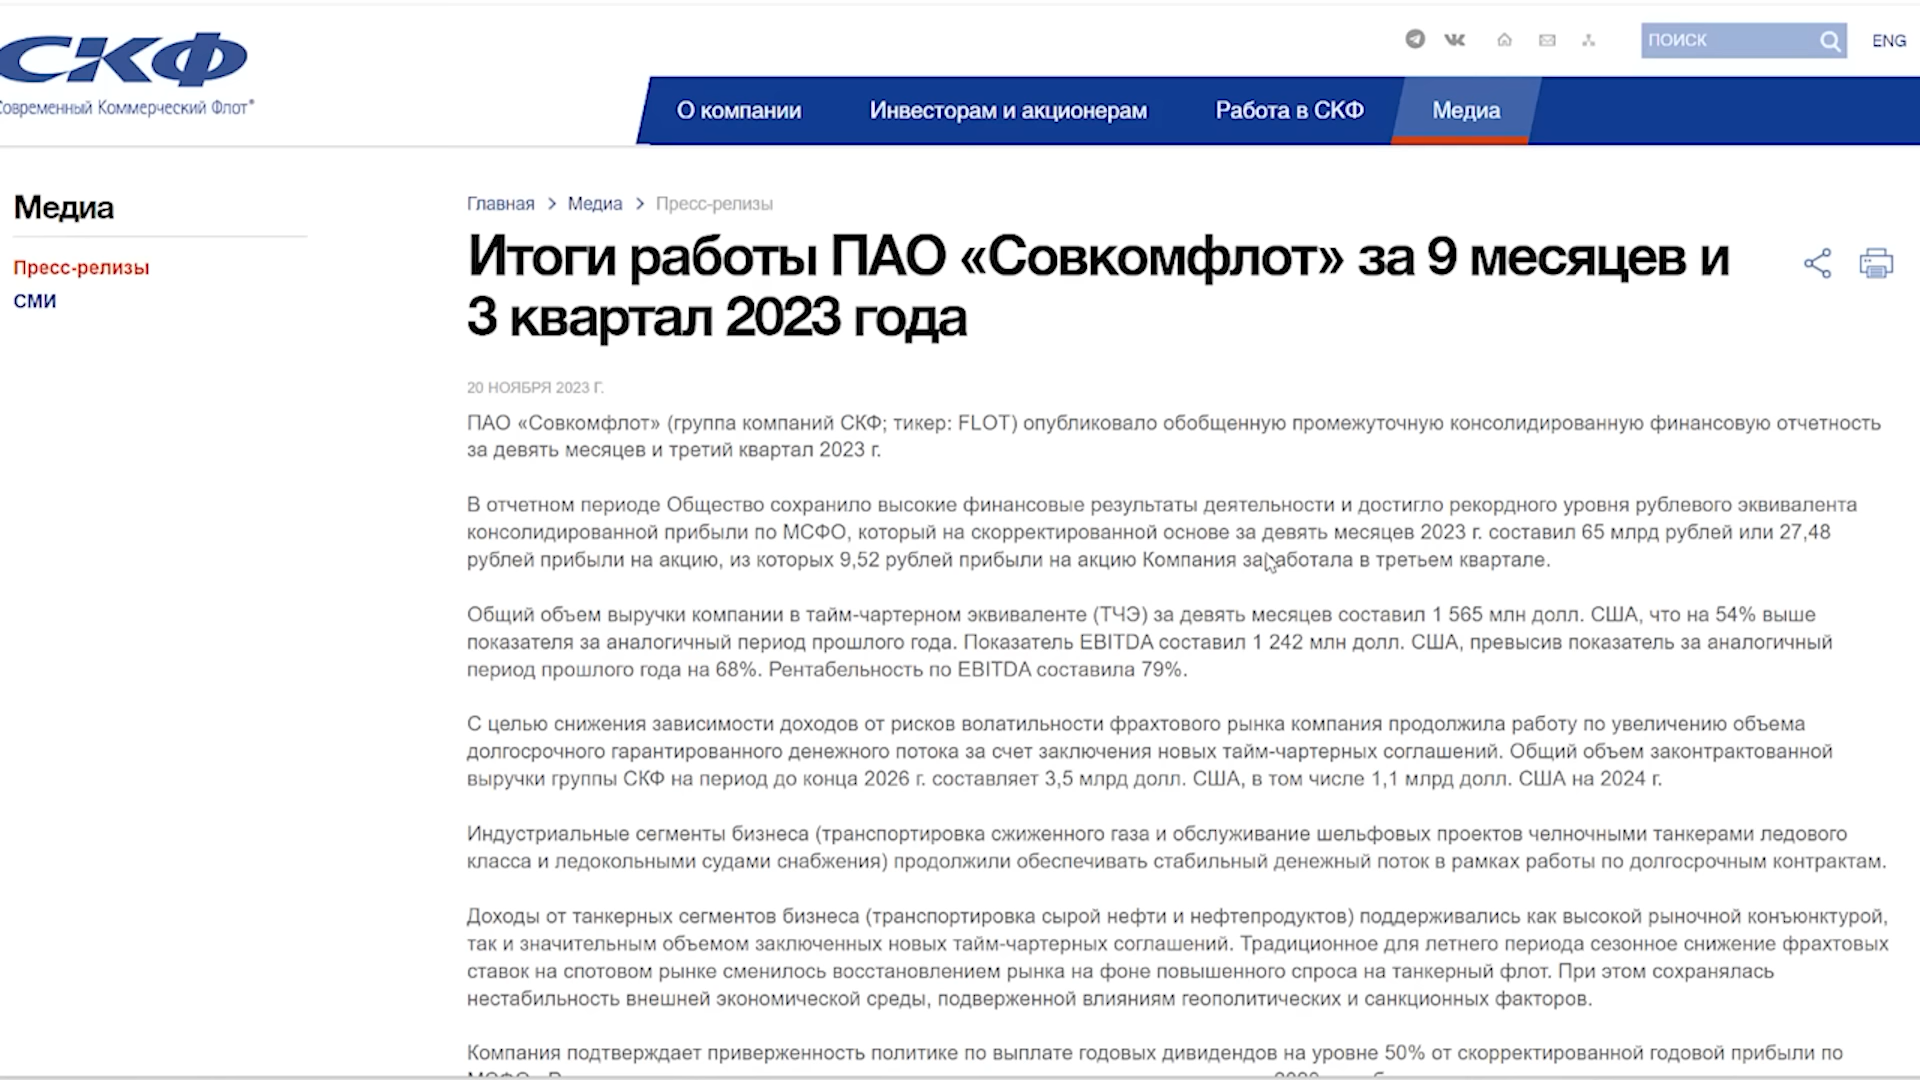 СКФ
Современный Коммерческий Флот®
ПОИСК
ENG
О компании
Инвесторам и акционерам
Работа в СКФ
Медиа
Медиа
Пресс-релизы
СМИ
Главная > Медиа > Пресс-релизы
Итоги работы ПАО «Совкомфлот» за 9 месяцев и
3 квартал 2023 года
20 НОЯБРЯ 2023 Г.
ПАО «Совкомфлот» (группа компаний СКФ; тикер: FLOT) опубликовало обобщенную промежуточную консолидированную финансовую отчетность
за девять месяцев и третий квартал 2023 г.
В отчетном периоде Общество сохранило высокие финансовые результаты деятельности и достигло рекордного уровня рублевого эквивалента
консолидированной прибыли по МСФО, который на скорректированной основе за девять месяцев 2023 г. составил 65 млрд рублей или 27,48
рублей прибыли на акцию, из которых 9,52 рублей прибыли на акцию Компания заработала в третьем квартале.
Общий объем выручки компании в тайм-чартерном эквиваленте (ТЧЭ) за девять месяцев составил 1 565 млн долл. США, что на 54% выше
показателя за аналогичный период прошлого года. Показатель EBITDA составил 1 242 млн долл. США, превысив показатель за аналогичный
период прошлого года на 68%. Рентабельность по EBITDA составила 79%.
С целью снижения зависимости доходов от рисков волатильности фрахтового рынка компания продолжила работу по увеличению объема
долгосрочного гарантированного денежного потока за счет заключения новых тайм-чартерных соглашений. Общий объем законтрактованной
выручки группы СКФ на период до конца 2026 г. составляет 3,5 млрд долл. США, в том числе 1,1 млрд долл. США на 2024 г.
Индустриальные сегменты бизнеса (транспортировка сжиженного газа и обслуживание шельфовых проектов челночными танкерами ледового
класса и ледокольными судами снабжения) продолжили обеспечивать стабильный денежный поток в рамках работы по долгосрочным контрактам.
Доходы от танкерных сегментов бизнеса (транспортировка сырой нефти и нефтепродуктов) поддерживались как высокой рыночной конъюнктурой,
так и значительным объемом заключенных новых тайм-чартерных соглашений. Традиционное для летнего периода сезонное снижение фрахтовых
ставок на спотовом рынке сменилось восстановлением рынка на фоне повышенного спроса на танкерный флот. При этом сохранялась
нестабильность внешней экономической среды, подверженной влияниям геополитических и санкционных факторов.
Компания подтверждает приверженность политике по выплате годовых дивидендов на уровне 50% от скорректированной годовой прибыли по